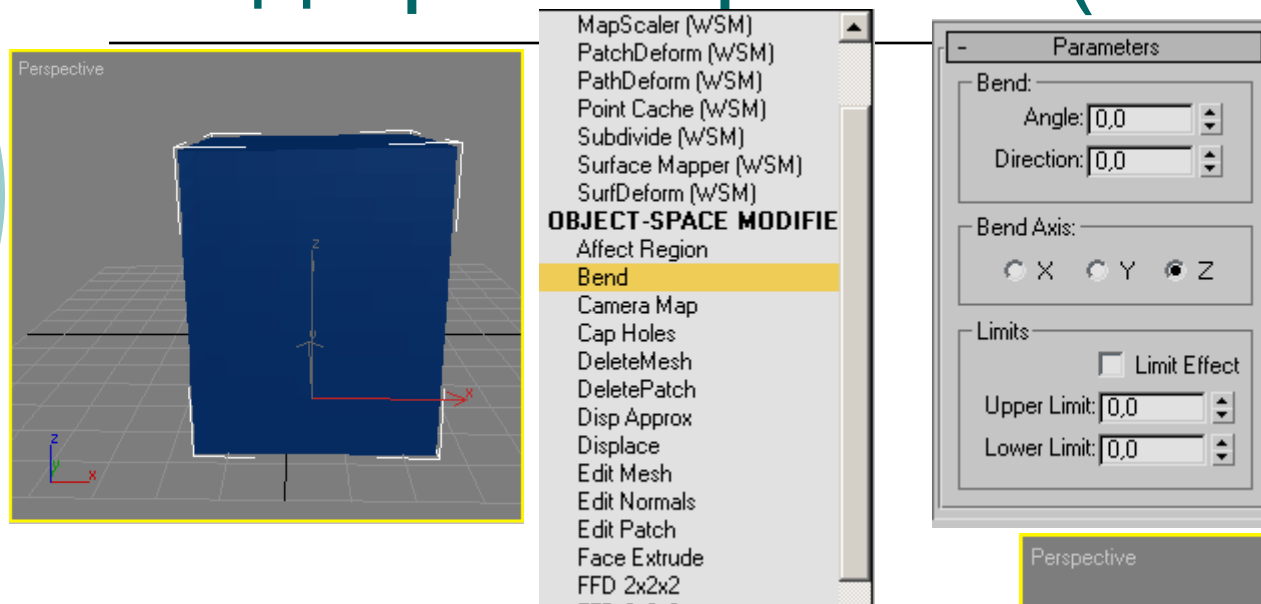 Perspective
z
y
x
z
y
x
MapScaler (WSM)
PatchDeform (WSM)
PathDeform (WSM)
Point Cache (WSM)
Subdivide (WSM)
Surface Mapper (WSM)
SurfDeform (WSM)
OBJECT-SPACE MODIFIE
Affect Region
Bend
Camera Map
Cap Holes
DeleteMesh
DeletePatch
Disp Approx
Displace
Edit Mesh
Edit Normals
Edit Patch
Face Extrude
FFD 2x2x2
- Parameters
Bend:
Angle: 0,0
Direction: 0,0
Bend Axis:
X Y Z
Limits
Limit Effect
Upper Limit: 0,0
Lower Limit: 0,0
Perspective